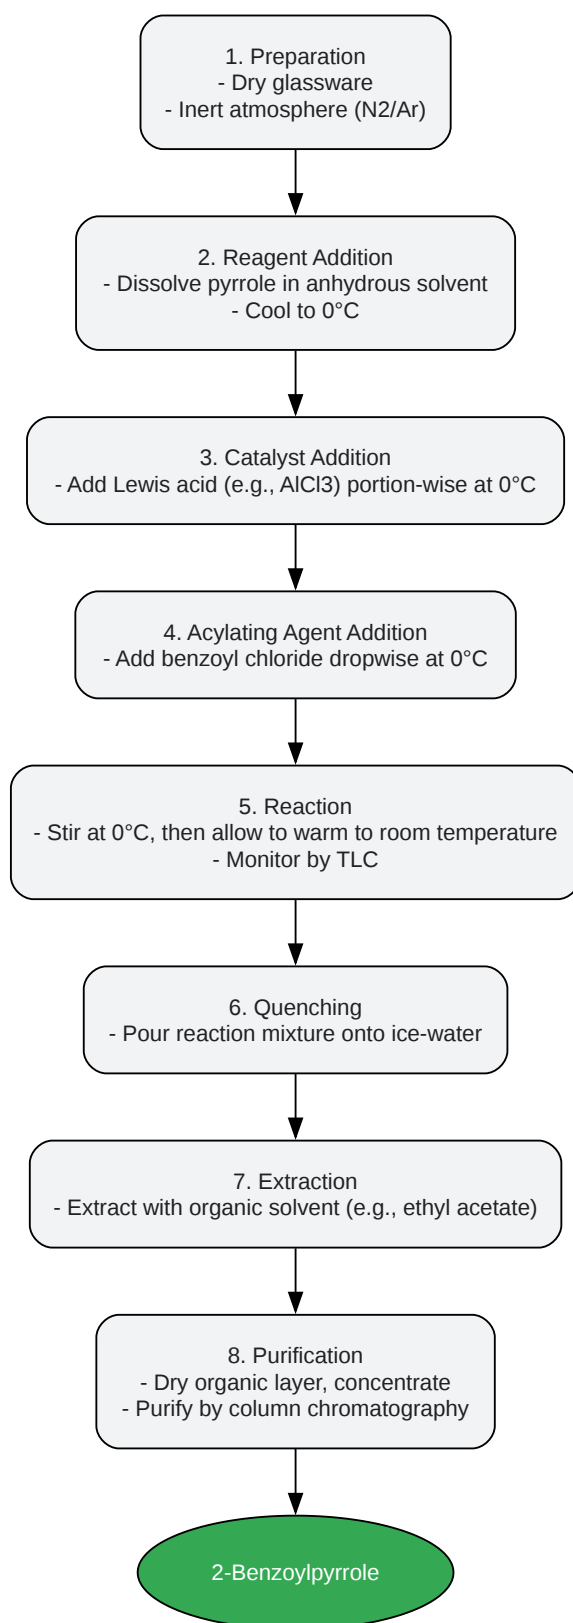 1. Preparation
- Dry glassware
- Inert atmosphere (N2/Ar)
2. Reagent Addition
- Dissolve pyrrole in anhydrous solvent
- Cool to 0°C
3. Catalyst Addition
- Add Lewis acid (e.g., AlCl3) portion-wise at 0°C
4. Acylating Agent Addition
- Add benzoyl chloride dropwise at 0°C
5. Reaction
- Stir at 0°C, then allow to warm to room temperature
- Monitor by TLC
6. Quenching
- Pour reaction mixture onto ice-water
7. Extraction
- Extract with organic solvent (e.g., ethyl acetate)
8. Purification
- Dry organic layer, concentrate
- Purify by column chromatography
2-Benzoylpyrrole